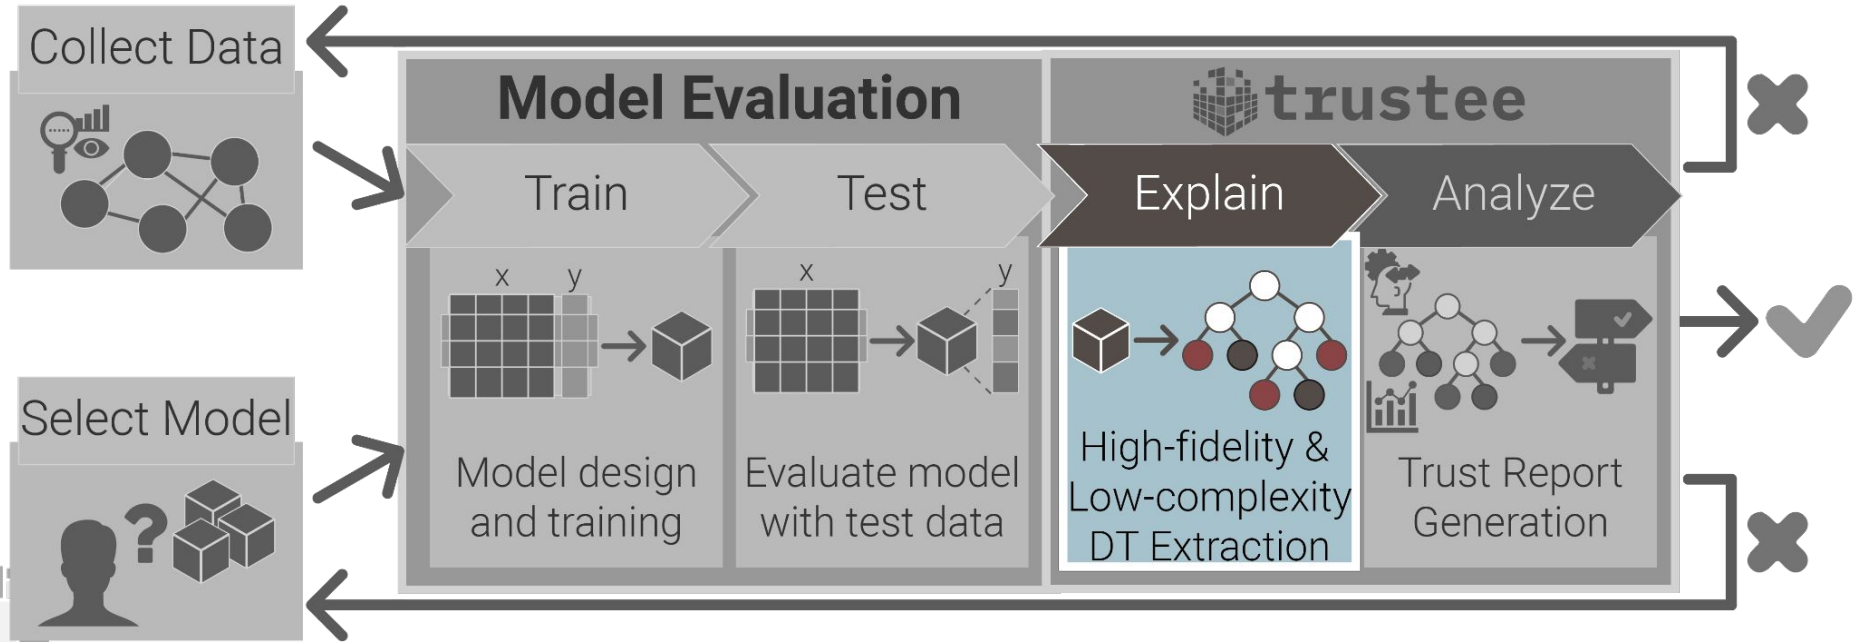 Collect Data
Model Evaluation
trustee
Train
Test
Explain
Analyze
x
y
x
y
Select Model
Model design
and training
Evaluate model
with test data
High-fidelity &
Low-complexity
DT Extraction
Trust Report
Generation
?